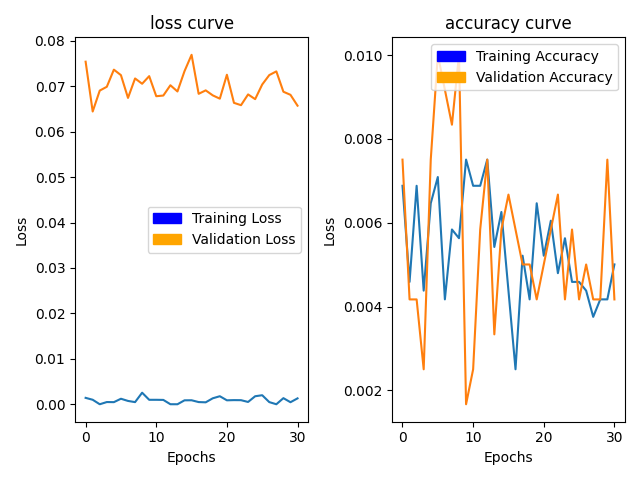 loss curve
0.08
0.07
0.06
0.05
0.04
0.03
0.02
0.01
0.00
Loss
Training Loss
Validation Loss
0 10 20 30
Epochs
accuracy curve
0.010
0.008
0.006
0.004
0.002
Loss
Training Accuracy
Validation Accuracy
0 10 20 30
Epochs